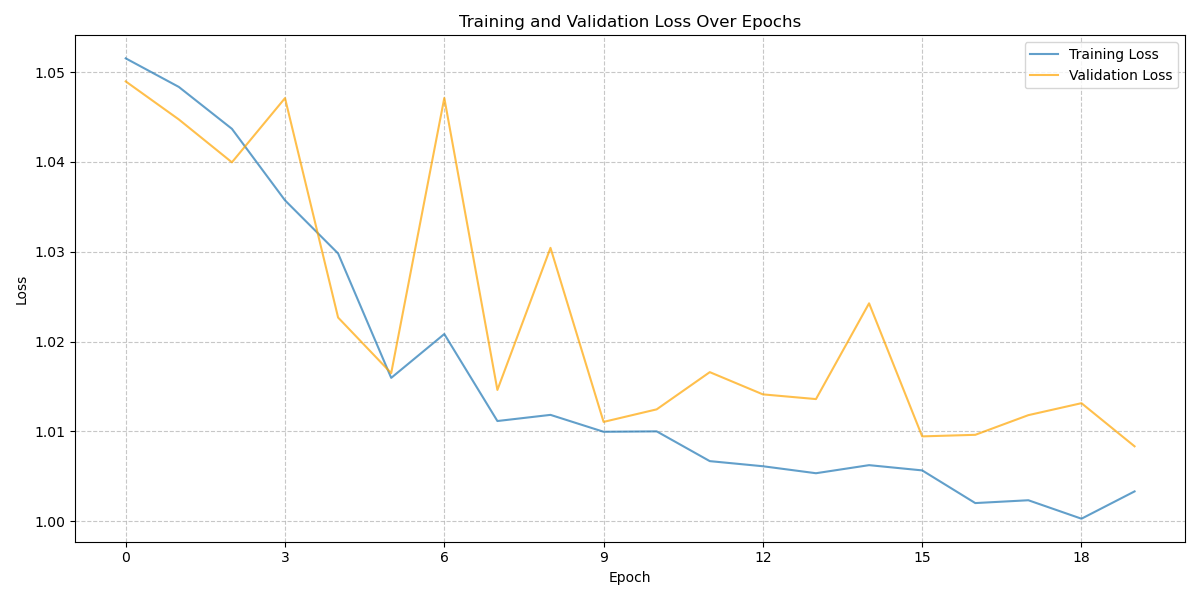 Training and Validation Loss Over Epochs
Training Loss
Validation Loss
1.05
1.04
1.03
1.02
1.01
1.00
Loss
0 3 6 9 12 15 18
Epoch